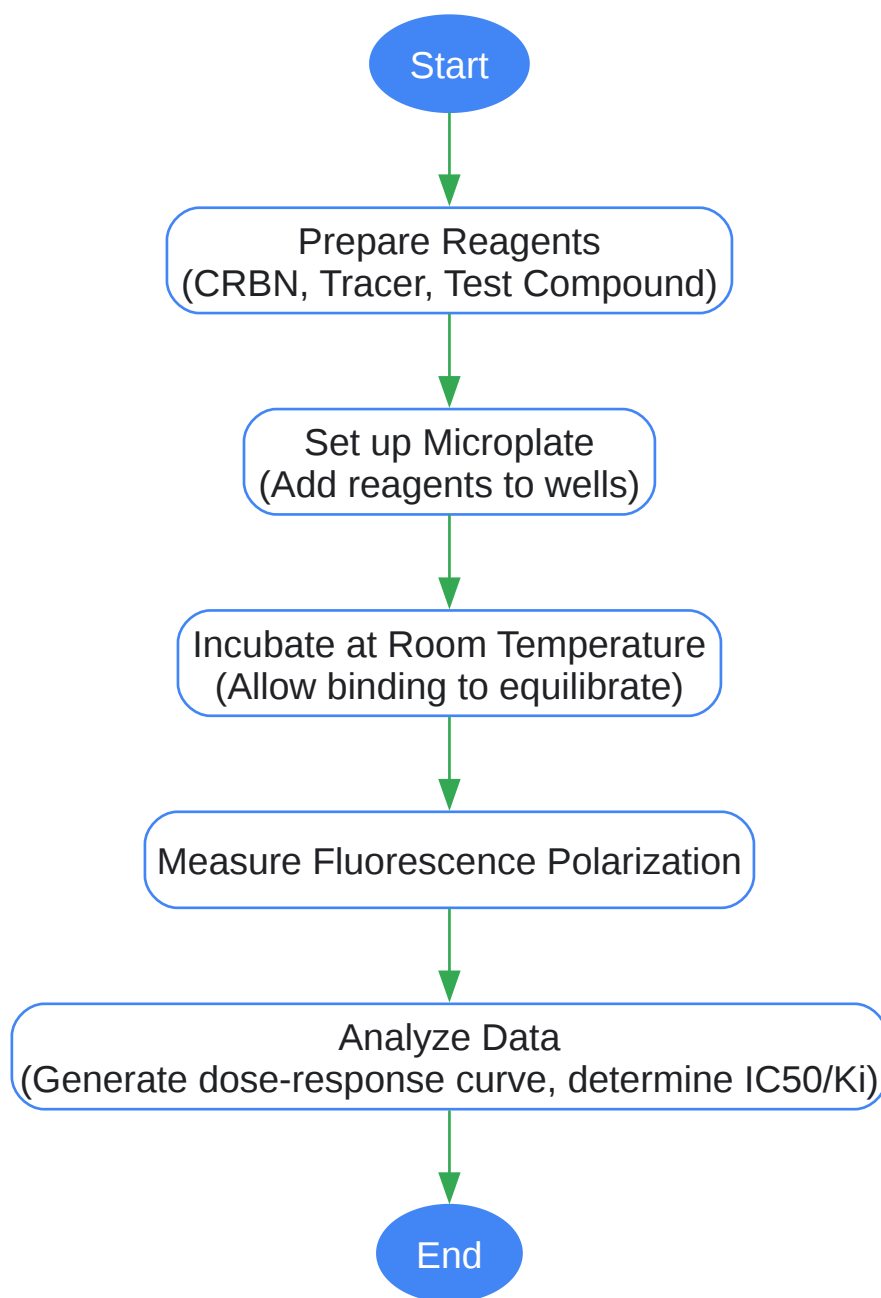 Start
Prepare Reagents
(CRBN, Tracer, Test Compound)
Set up Microplate
(Add reagents to wells)
Incubate at Room Temperature
(Allow binding to equilibrate)
Measure Fluorescence Polarization
Analyze Data
(Generate dose-response curve, determine IC50/Ki)
End